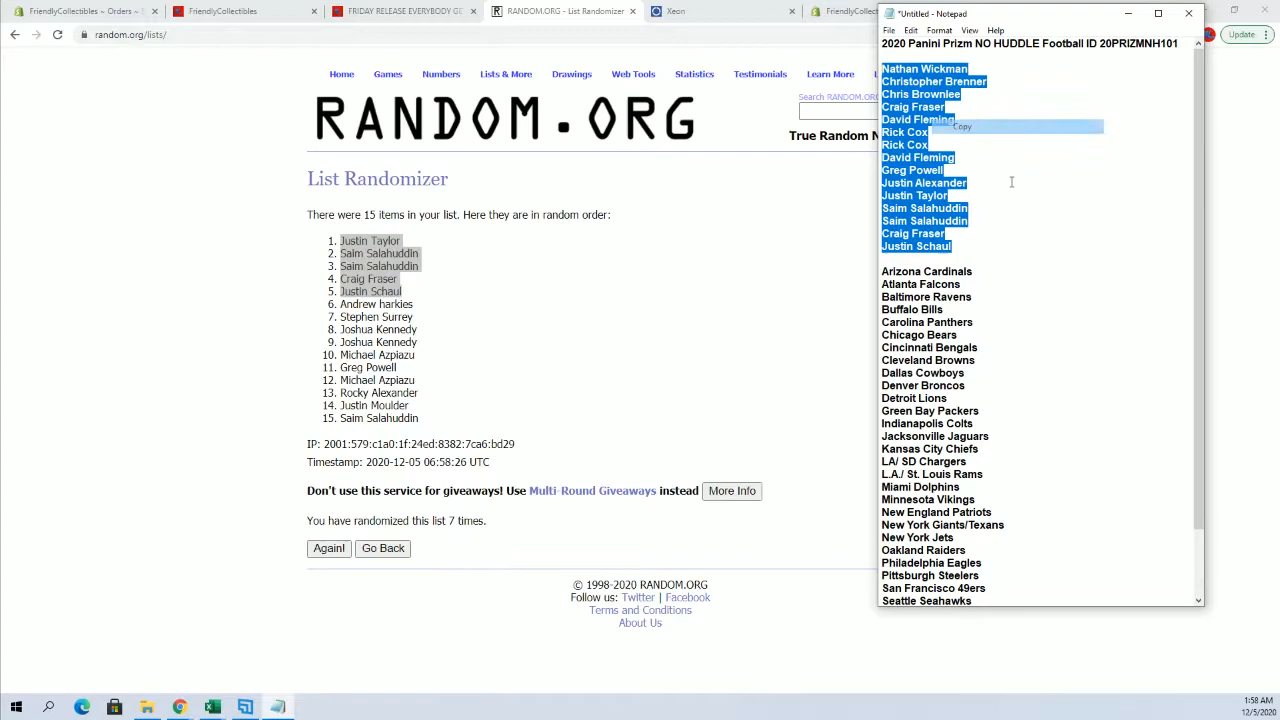 FriendlyCollectibles ~ Orders ~
FriendlyCollectibles
FRIDAY RELEASE EVERYBODY GE
RANDOM.ORG - List Randomizer
Xeon
FriendlyCollectibl
random.org/lists/
Update
Home
Games
Numbers
Lists & More
Drawings
Web Tools
Statistics
Testimonials
Learn More
Search RANDOM.ORG
RANDOM.ORG
True Random N
List Randomizer
There were 15 items in your list. Here they are in random order:
1. Justin Taylor
2. Saim Salahuddin
3. Saim Salahuddin
4. Craig Fraser
5. Justin Schaul
6. Andrew harkies
7. Stephen Surrey
8. Joshua Kennedy
9. Joshua Kennedy
10. Michael Azpiazu
11. Greg Powell
12. Michael Azpiazu
13. Rocky Alexander
14. Justin Moulder
15. Saim Salahuddin
IP: 2001:579:c1a0:1f:24ed:8382:7ca6:bd29
Timestamp: 2020-12-05 06:58:26 UTC
Don't use this service for giveaways! Use Multi-Round Giveaways instead More Info
You have randomized this list 7 times.
Again! Go Back
© 1998-2020 RANDOM.ORG
Follow us: Twitter | Facebook
Terms and Conditions
About Us
*Untitled - Notepad
File Edit Format View Help
2020 Panini Prizm NO HUDDLE Football ID 20PRIZMNH101
Nathan Wickman
Christopher Brenner
Chris Brownlee
Craig Fraser
David Fleming
Copy
Rick Cox
Rick Cox
David Fleming
Greg Powell
Justin Alexander
Justin Taylor
Saim Salahuddin
Saim Salahuddin
Craig Fraser
Justin Schaul
Arizona Cardinals
Atlanta Falcons
Baltimore Ravens
Buffalo Bills
Carolina Panthers
Chicago Bears
Cincinnati Bengals
Cleveland Browns
Dallas Cowboys
Denver Broncos
Detroit Lions
Green Bay Packers
Indianapolis Colts
Jacksonville Jaguars
Kansas City Chiefs
LA/ SD Chargers
L.A./ St. Louis Rams
Miami Dolphins
Minnesota Vikings
New England Patriots
New York Giants/Texans
New York Jets
Oakland Raiders
Philadelphia Eagles
Pittsburgh Steelers
San Francisco 49ers
Seattle Seahawks
1:58 AM
12/5/2020